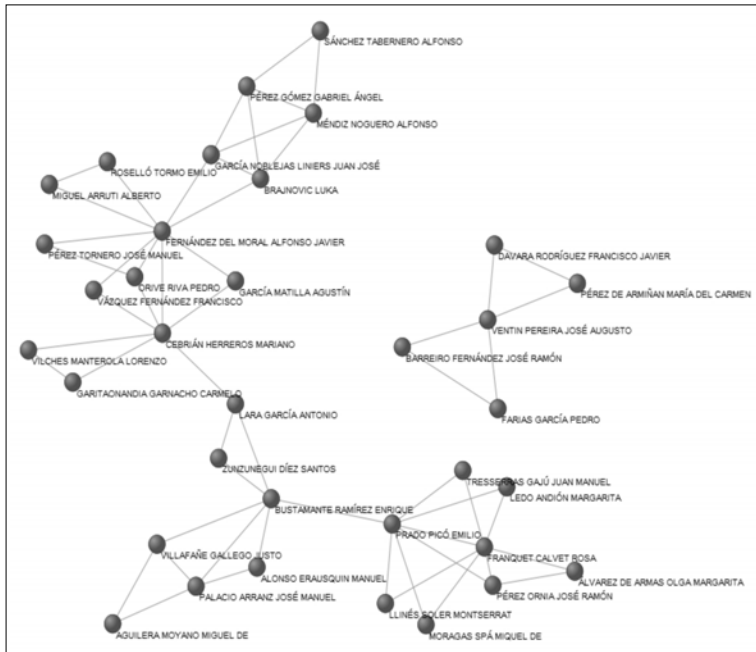 SÁNCHEZ TABERNERO ALFONSO
PÉREZ GÓMEZ GABRIEL ÁNGEL
MÉNDIZ NOGUERO ALFONSO
GARCÍA NOBLEJAS LINIERS JUAN JOSÉ
ROSELLÓ TORMO EMILIO
MIGUEL ARRUTI ALBERTO
BRAJNOVIC LUKA
FERNÁNDEZ DEL MORAL ALFONSO JAVIER
PÉREZ TORNERO JOSÉ MANUEL
DAVARA RODRÍGUEZ FRANCISCO JAVIER
ORIVE RIVA PEDRO
GARCÍA MATILLA AGUSTÍN
PÉREZ DE ARMIÑAN MARÍA DEL CARMEN
VÁZQUEZ FERNÁNDEZ FRANCISCO
VENTIN PEREIRA JOSÉ AUGUSTO
CEBRIÁN HERREROS MARIANO
BARREIRO FERNÁNDEZ JOSÉ RAMÓN
VILCHES MANTEROLA LORENZO
GARITAONANDIA GARNACHO CARMELO
LARA GARCÍA ANTONIO
FARIAS GARCÍA PEDRO
ZUNZUNEGUI DÍEZ SANTOS
TRESSERRAS GAJÚ JUAN MANUEL
LEDO ANDIÓN MARGARITA
BUSTAMANTE RAMÍREZ ENRIQUE
PRADO PICÓ EMILIO
VILLAFAÑE GALLEGO JUSTO
FRANQUET CALVET ROSA
ALONSO ERAUSQUIN MANUEL
ALVAREZ DE ARMAS OLGA MARGARITA
PALACIO ARRANZ JOSÉ MANUEL
PÉREZ ORNIA JOSÉ RAMÓN
LLINÉS SOLER MONTSERRAT
AGUILERA MOYANO MIGUEL DE
MORAGAS SPÁ MIQUEL DE